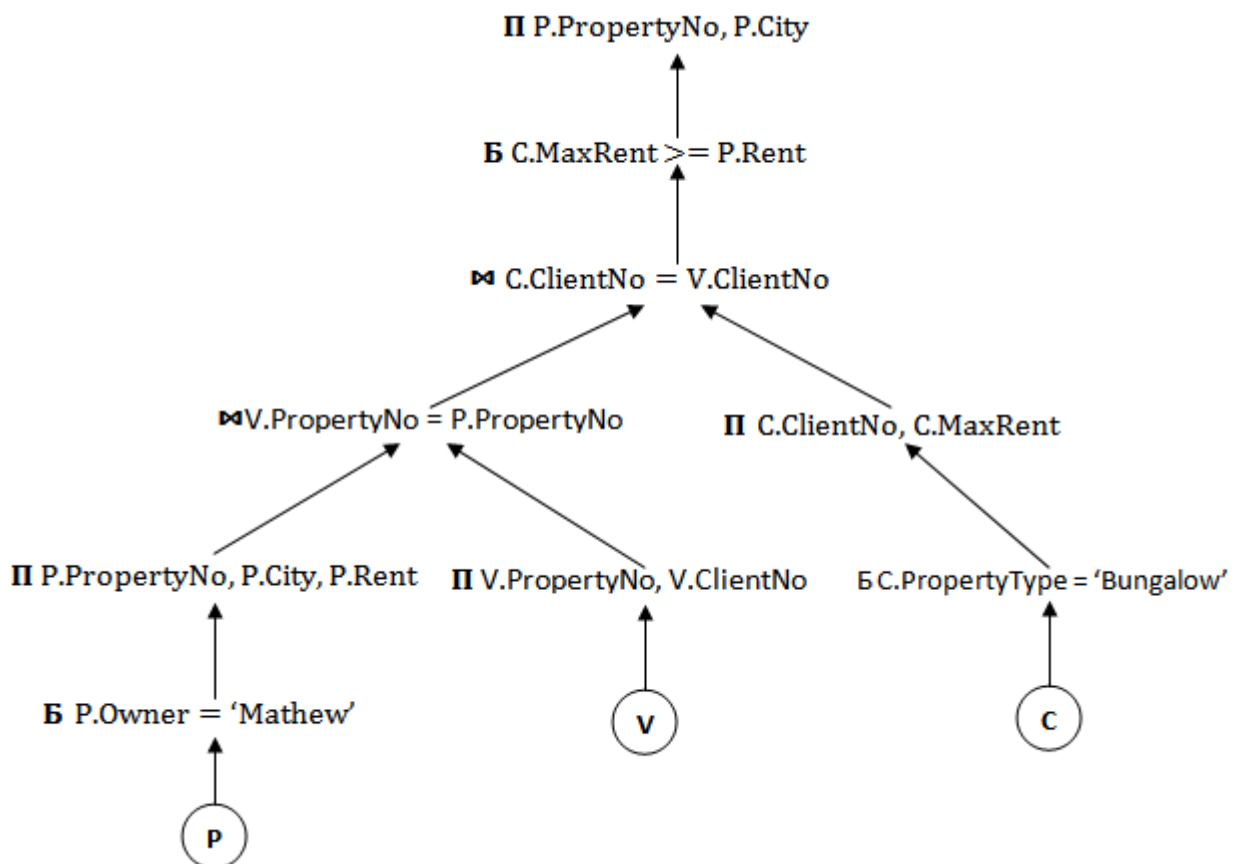 П P.PropertyNo, P.City
Б C.MaxRent >= P.Rent
⋈ C.ClientNo = V.ClientNo
⋈V.PropertyNo = P.PropertyNo
П C.ClientNo, C.MaxRent
П P.PropertyNo, P.City, P.Rent
П V.PropertyNo, V.ClientNo
Б C.PropertyType = ‘Bungalow’
Б P.Owner = ‘Mathew’
V
C
P